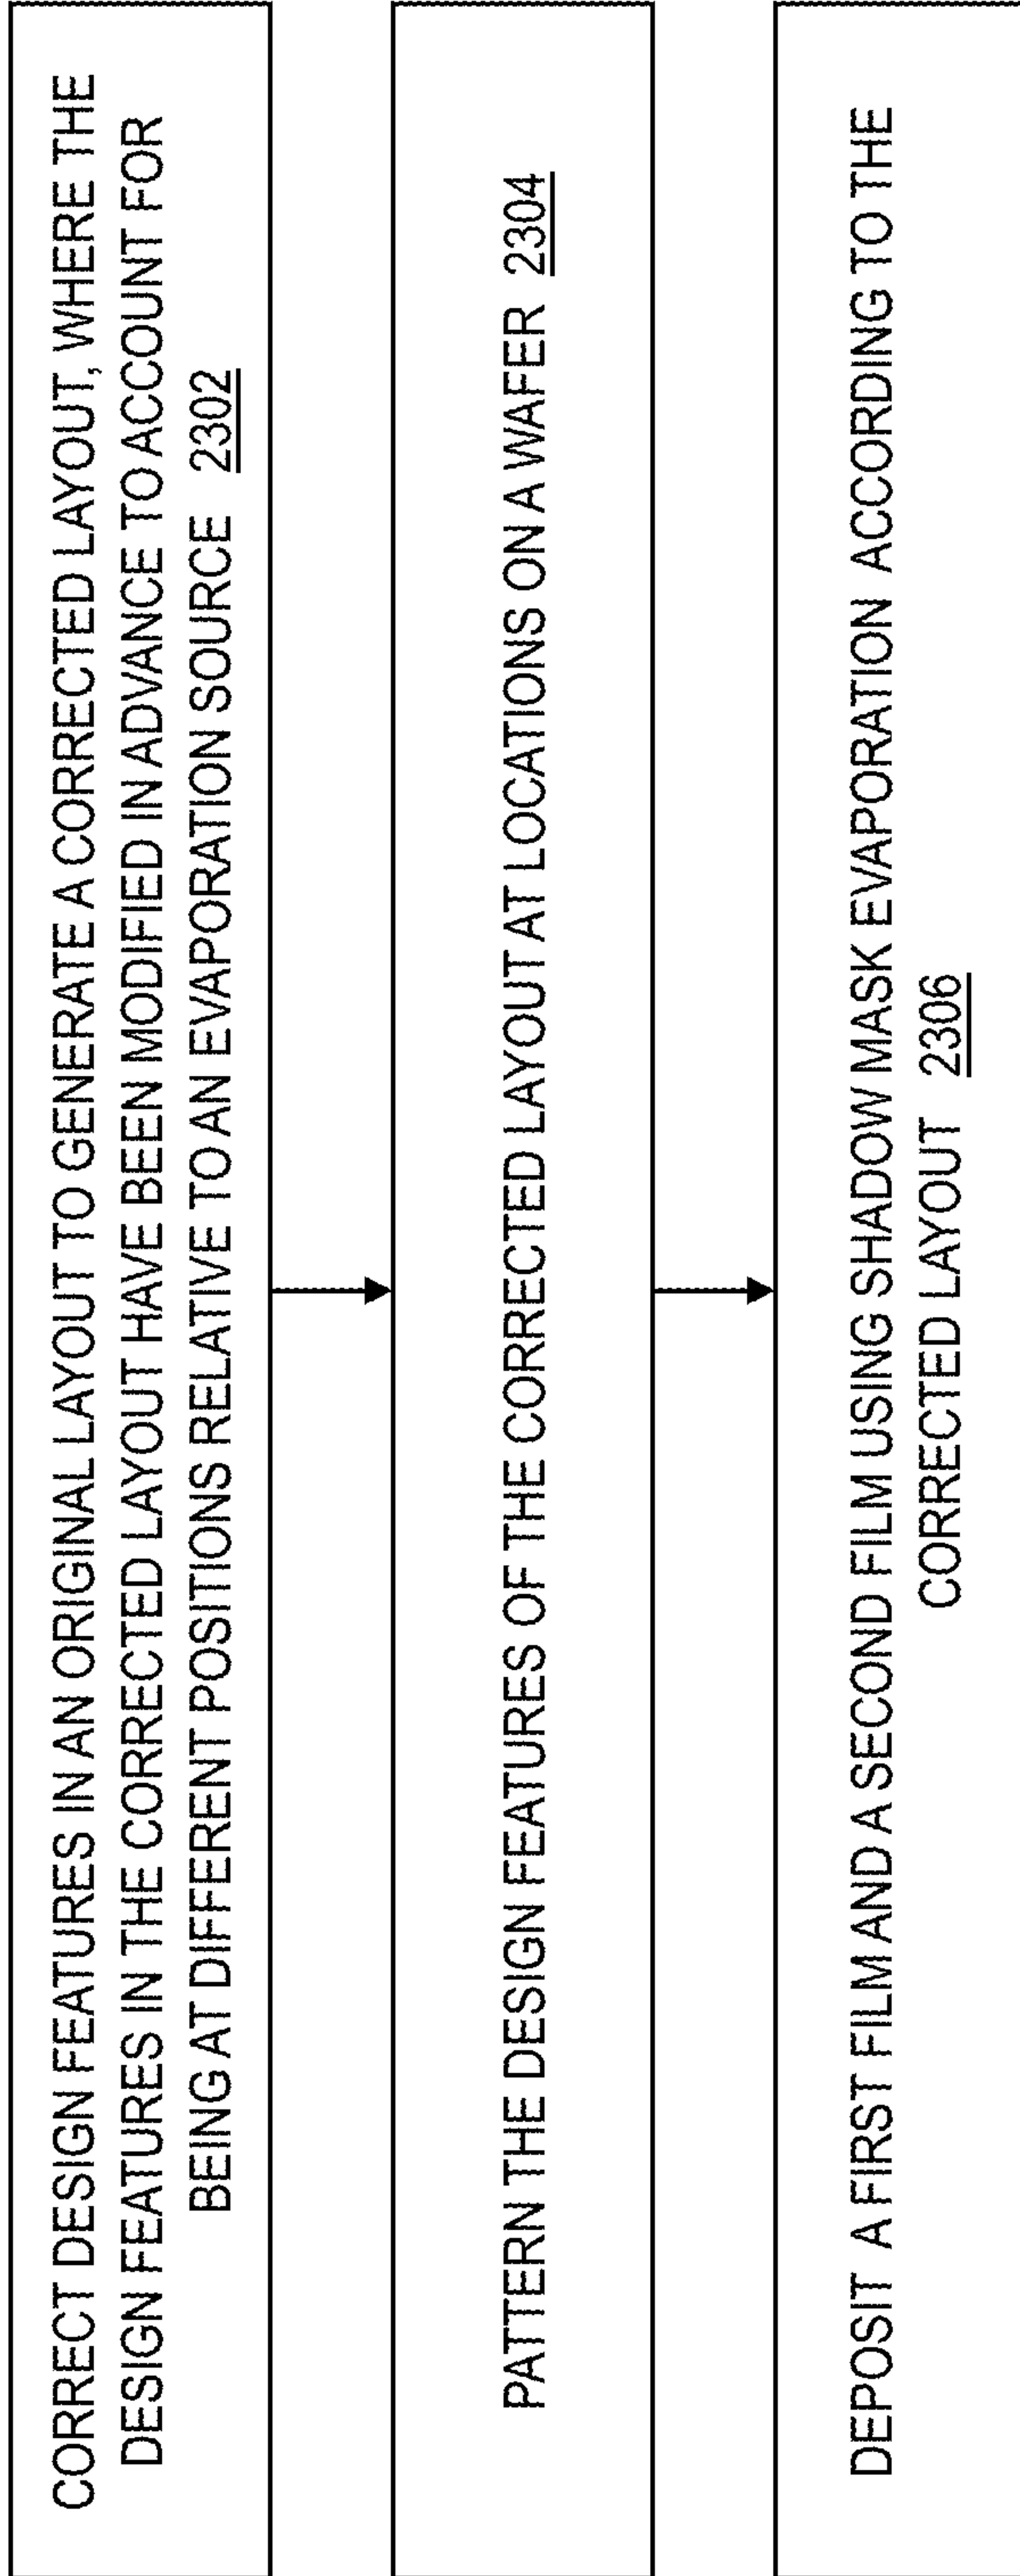 CORRECT DESIGN FEATURES IN AN ORIGINAL LAYOUT TO GENERATE A CORRECTED LAYOUT, WHERE THE
DESIGN FEATURES IN THE CORRECTED LAYOUT HAVE BEEN MODIFIED IN ADVANCE TO ACCOUNT FOR
BEING AT DIFFERENT POSITIONS RELATIVE TO AN EVAPORATION SOURCE 2302
PATTERN THE DESIGN FEATURES OF THE CORRECTED LAYOUT AT LOCATIONS ON A WAFER 2304
DEPOSIT A FIRST FILM AND A SECOND FILM USING SHADOW MASK EVAPORATION ACCORDING TO THE
CORRECTED LAYOUT 2306